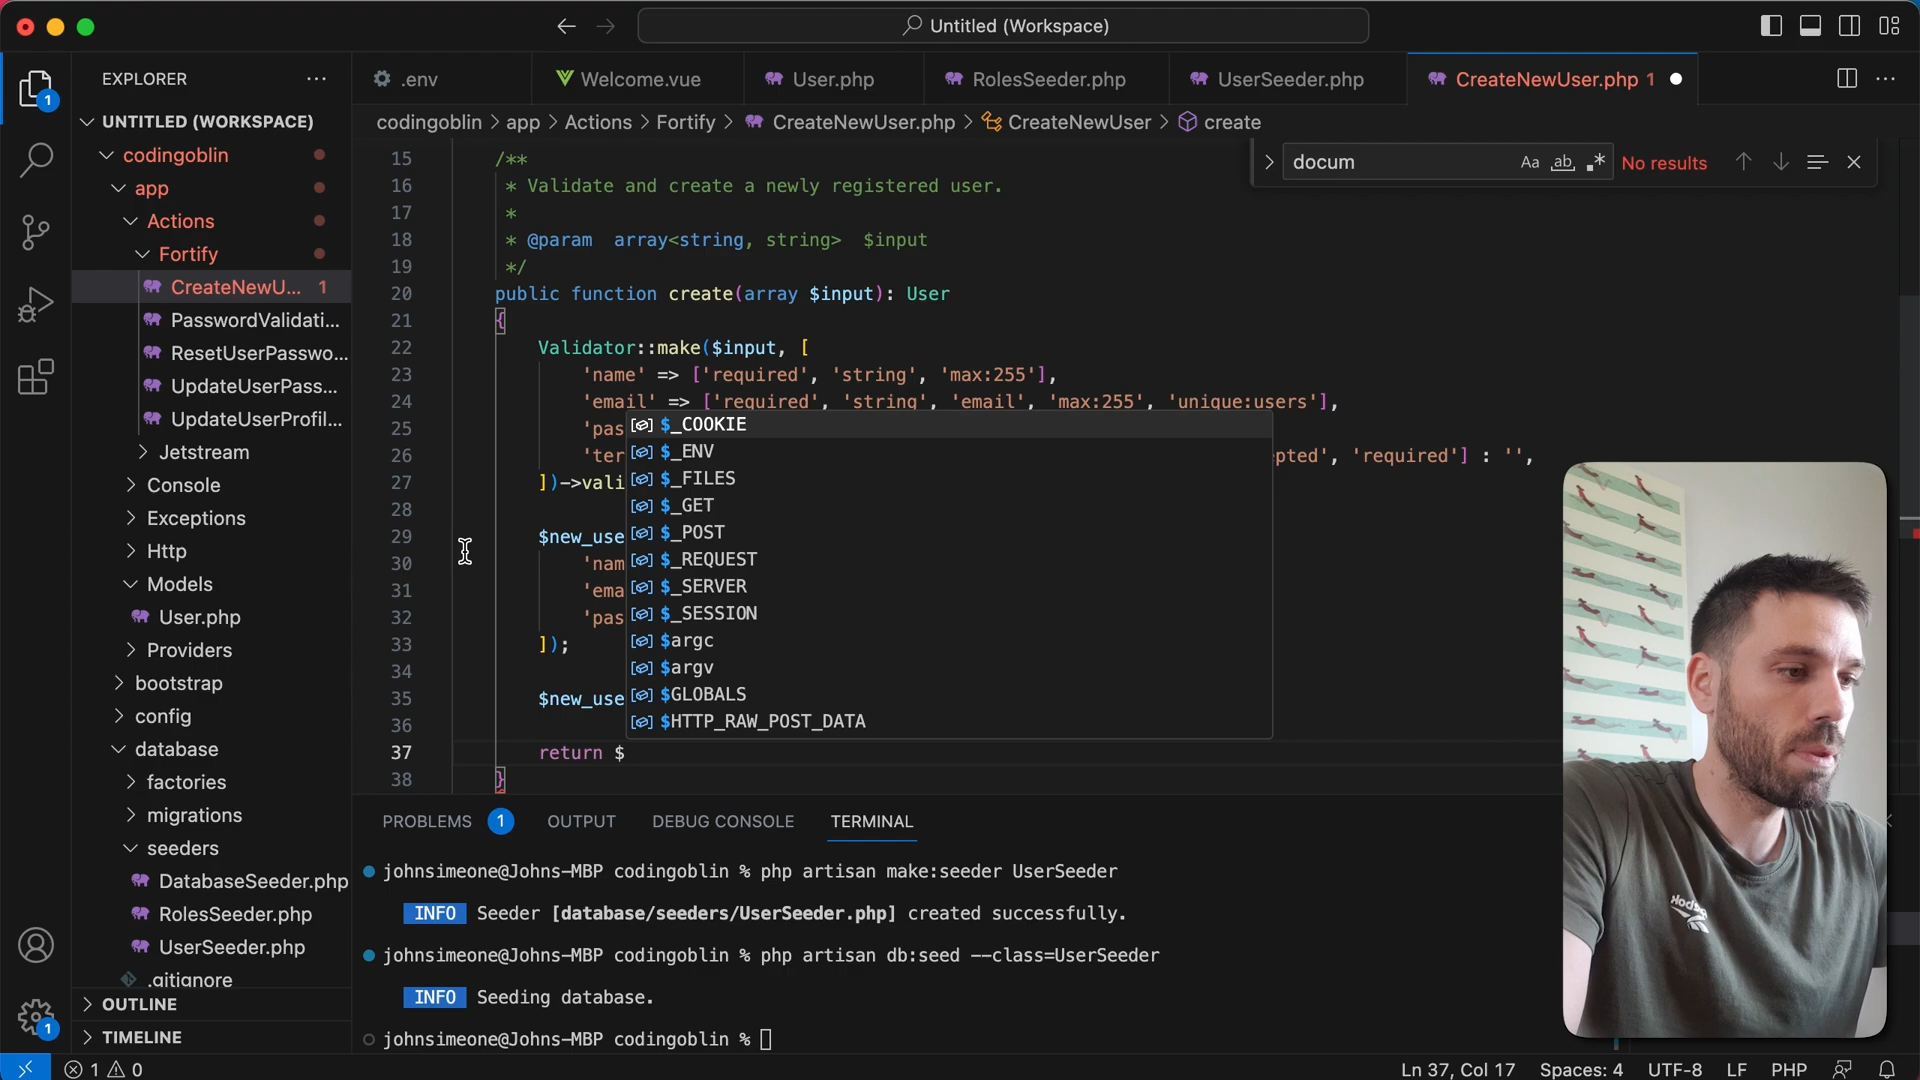 Untitled (Workspace)
EXPLORER
.env
Welcome.vue
User.php
RolesSeeder.php
UserSeeder.php
CreateNewUser.php 1
1
UNTITLED (WORKSPACE)
codingoblin > app > Actions > Fortify > CreateNewUser.php > CreateNewUser > create
codingoblin
app
Actions
Fortify
CreateNewU... 1
PasswordValidati...
ResetUserPasswo...
UpdateUserPass...
UpdateUserProfil...
Jetstream
Console
Exceptions
Http
Models
User.php
Providers
bootstrap
config
database
factories
migrations
seeders
DatabaseSeeder.php
RolesSeeder.php
UserSeeder.php
.gitignore
OUTLINE
TIMELINE
docum
Aa
ab
No results
15 /**
16 * Validate and create a newly registered user.
17 *
18 * @param array<string, string> $input
19 */
20 public function create(array $input): User
21 {
22 Validator::make($input, [
23 'name' => ['required', 'string', 'max:255'],
24 'email' => ['required', 'string', 'email', 'max:255', 'unique:users'],
25 'pas
26 'ter pted', 'required'] : '',
27 ])->vali
28
29 $new_use
30 'nam
31 'ema
32 'pas
33 ]);
34
35 $new_use
36
37 return $
38 }
$_COOKIE
$_ENV
$_FILES
$_GET
$_POST
$_REQUEST
$_SERVER
$_SESSION
$argc
$argv
$GLOBALS
$HTTP_RAW_POST_DATA
PROBLEMS 1
OUTPUT
DEBUG CONSOLE
TERMINAL
johnsimeone@Johns-MBP codingoblin % php artisan make:seeder UserSeeder
INFO Seeder [database/seeders/UserSeeder.php] created successfully.
johnsimeone@Johns-MBP codingoblin % php artisan db:seed --class=UserSeeder
INFO Seeding database.
johnsimeone@Johns-MBP codingoblin %
1
1 0
Ln 37, Col 17
Spaces: 4
UTF-8
LF
PHP